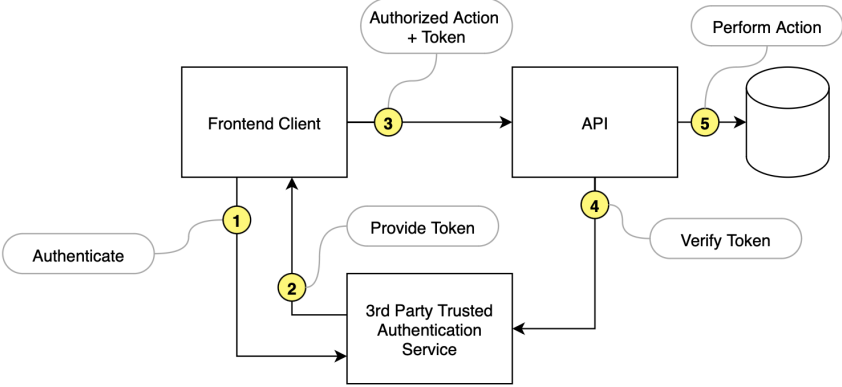 Authorized Action
+ Token
Perform Action
Frontend Client
3
API
5
1
4
Authenticate
Provide Token
Verify Token
2
3rd Party Trusted
Authentication
Service